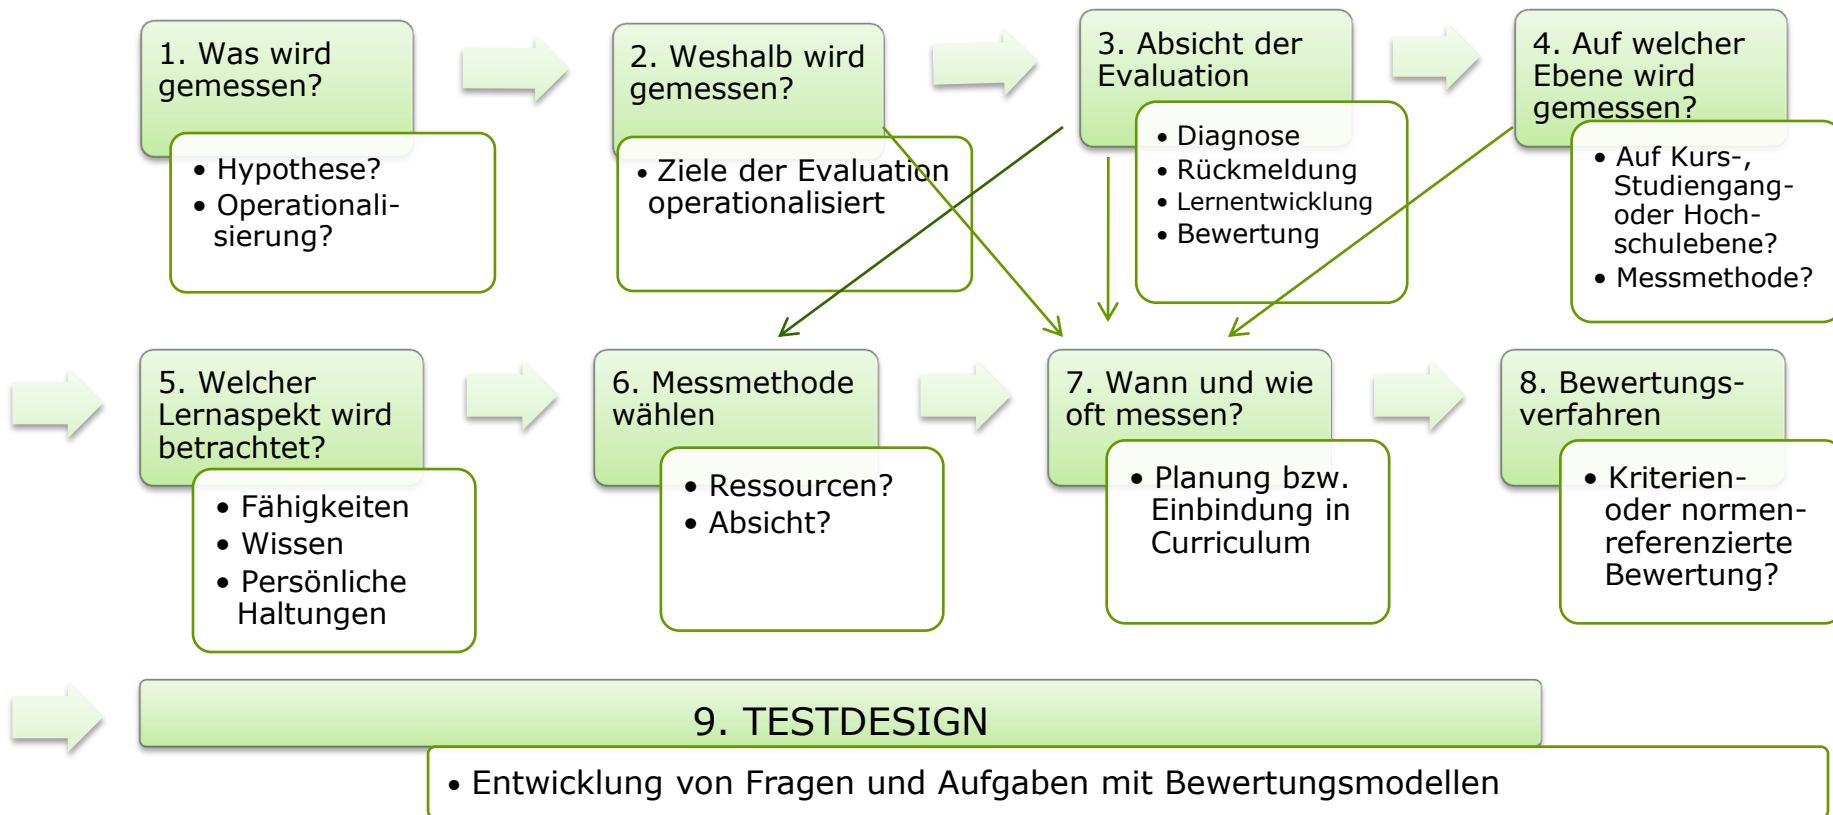 1. Was wird
gemessen?
• Hypothese?
• Operationali-
sierung?
2. Weshalb wird
gemessen?
• Ziele der Evaluation
operationalisiert
3. Absicht der
Evaluation
• Diagnose
• Rückmeldung
• Lernentwicklung
• Bewertung
4. Auf welcher
Ebene wird
gemessen?
• Auf Kurs-,
Studiengang-
oder Hoch-
schulebene?
• Messmethode?
5. Welcher
Lernaspekt wird
betrachtet?
• Fähigkeiten
• Wissen
• Persönliche
Haltungen
6. Messmethode
wählen
• Ressourcen?
• Absicht?
7. Wann und wie
oft messen?
• Planung bzw.
Einbindung in
Curriculum
8. Bewertungs-
verfahren
• Kriterien-
oder normen-
referenzierte
Bewertung?
9. TESTDESIGN
• Entwicklung von Fragen und Aufgaben mit Bewertungsmodellen